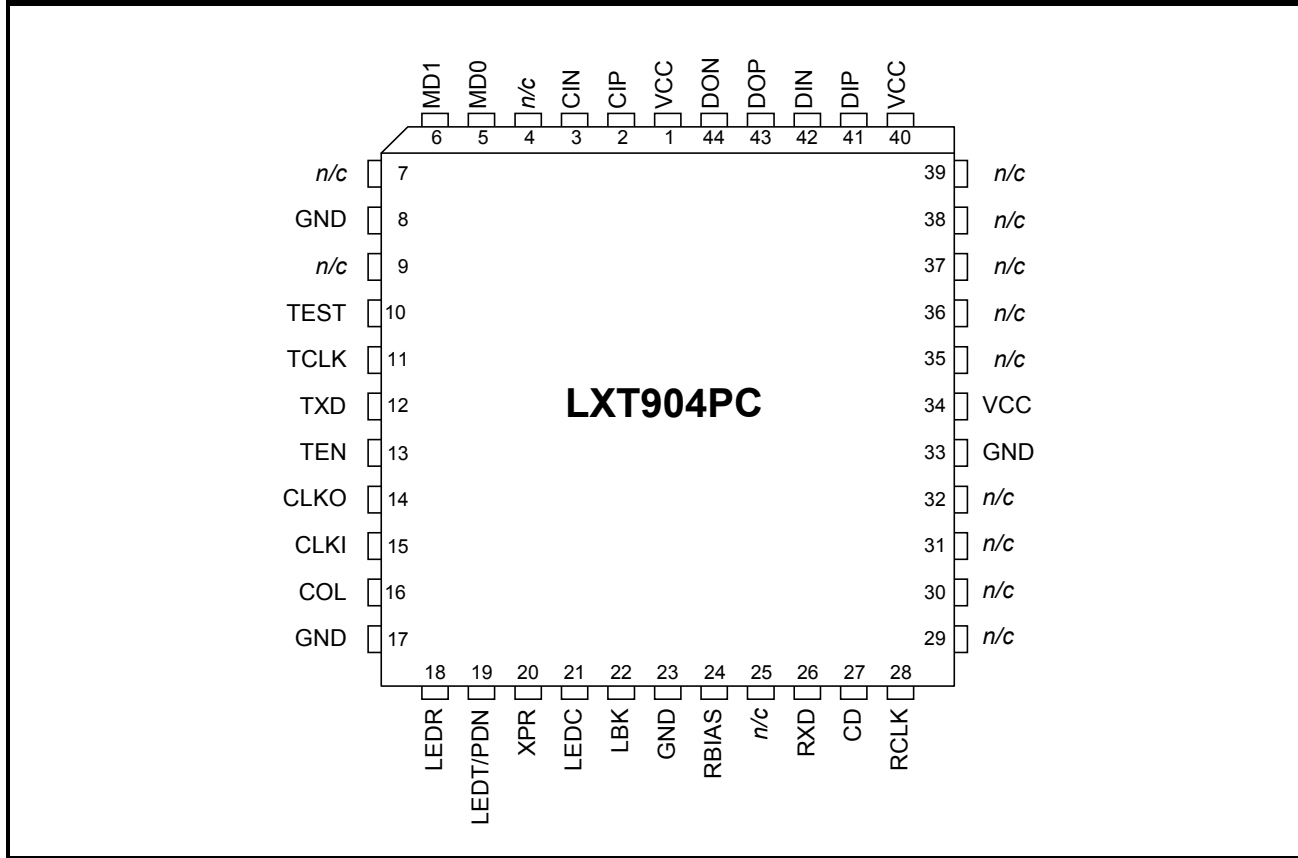 MD1 MD0 n/c CIN CIP VCC DON DOP DIN DIP VCC
6 5 4 3 2 1 44 43 42 41 40
n/c 7 39 n/c
GND 8 38 n/c
n/c 9 37 n/c
TEST 10 36 n/c
TCLK 11 35 n/c
TXD 12 LXT904PC 34 VCC
TEN 13 33 GND
CLKO 14 32 n/c
CLKI 15 31 n/c
COL 16 30 n/c
GND 17 29 n/c
18 19 20 21 22 23 24 25 26 27 28
LEDR LEDT/PDN XPR LEDC LBK GND RBIAS n/c RXD CD RCLK